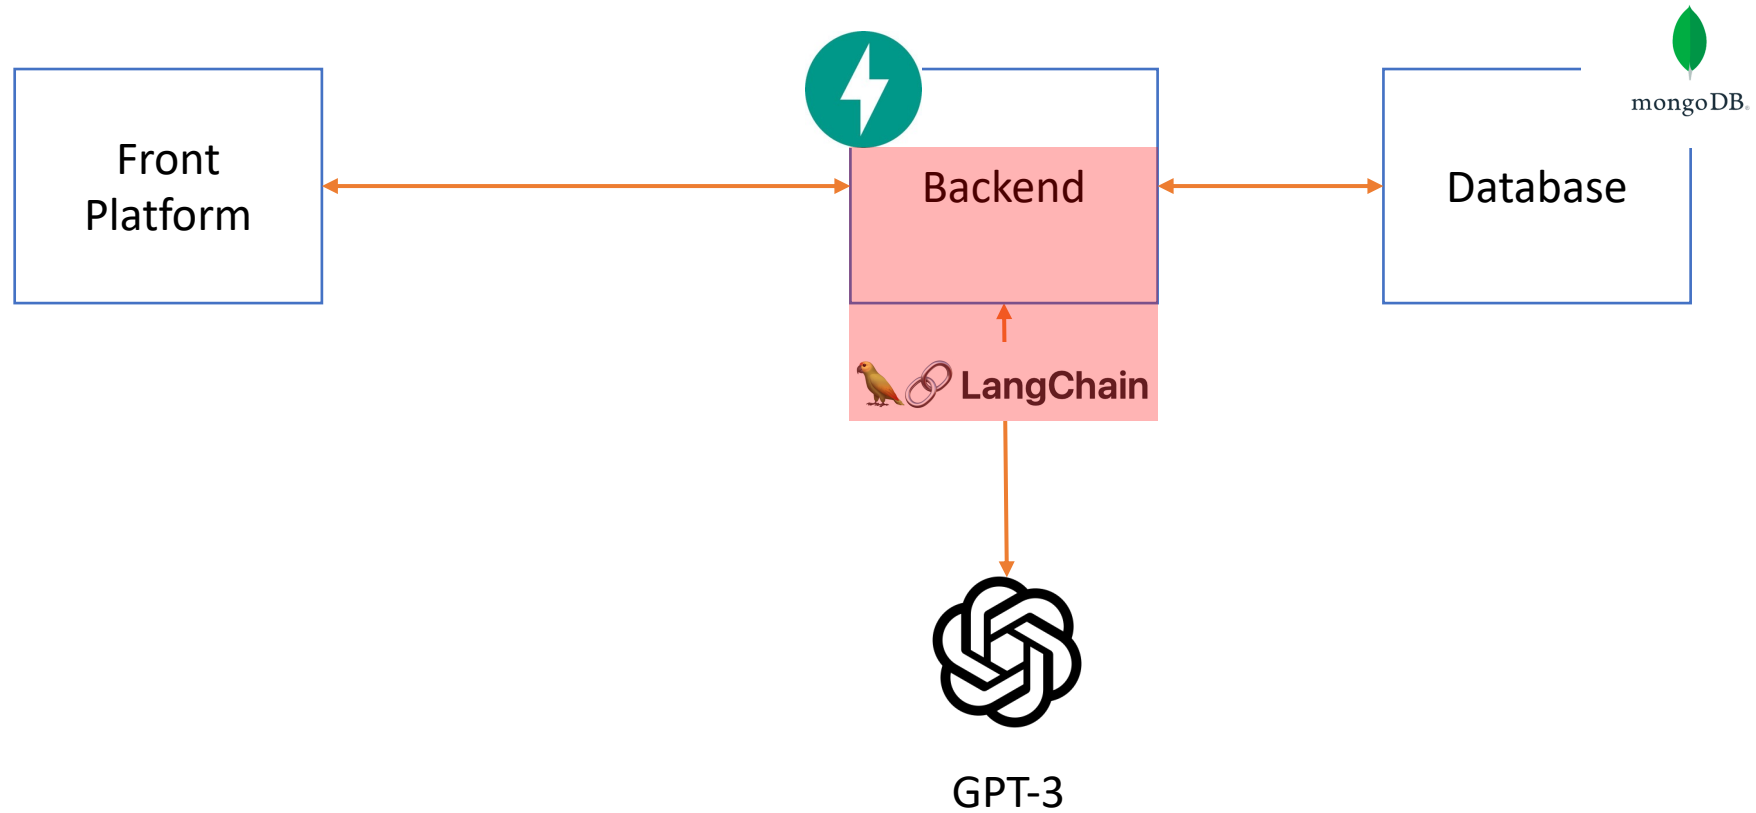 Front
Platform
Backend
Database
mongoDB.
LangChain
GPT-3